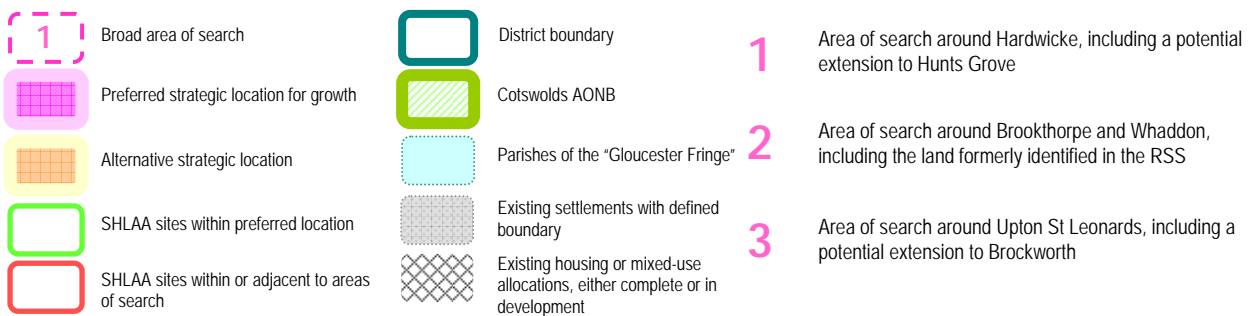 1
Broad area of search
Preferred strategic location for growth
Alternative strategic location
SHLAA sites within preferred location
SHLAA sites within or adjacent to areas
of search
District boundary
Cotswolds AONB
Parishes of the "Gloucester Fringe"
Existing settlements with defined
boundary
Existing housing or mixed-use
allocations, either complete or in
development
1
Area of search around Hardwicke, including a potential
extension to Hunts Grove
2
Area of search around Brookthorpe and Whaddon,
including the land formerly identified in the RSS
3
Area of search around Upton St Leonards, including a
potential extension to Brockworth